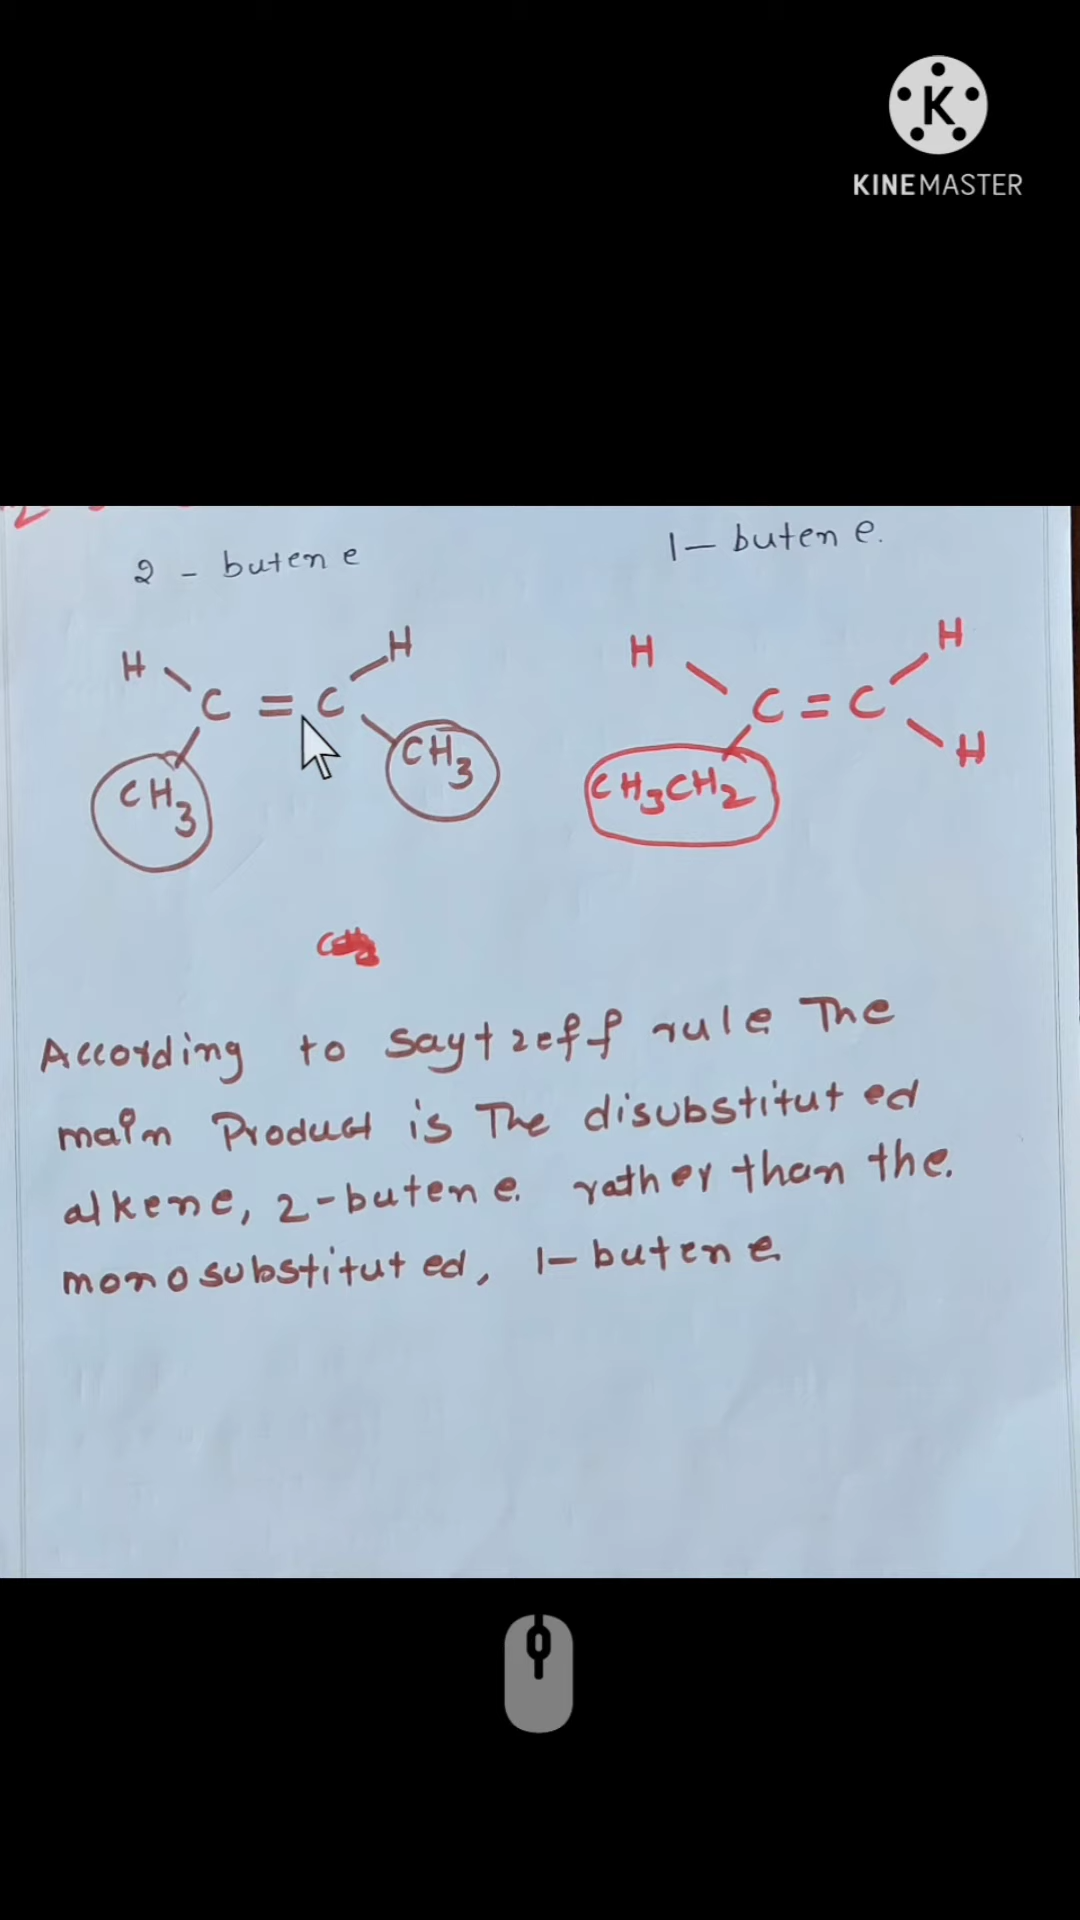 K
KINEMASTER
2 - butene
1 - butene.
H H
C = C
CH3 CH3
H H
C = C
CH3CH2 H
According to Saytzeff rule The
main Product is The disubstituted
alkene, 2-butene. rather than the.
monosubstituted, 1-butene